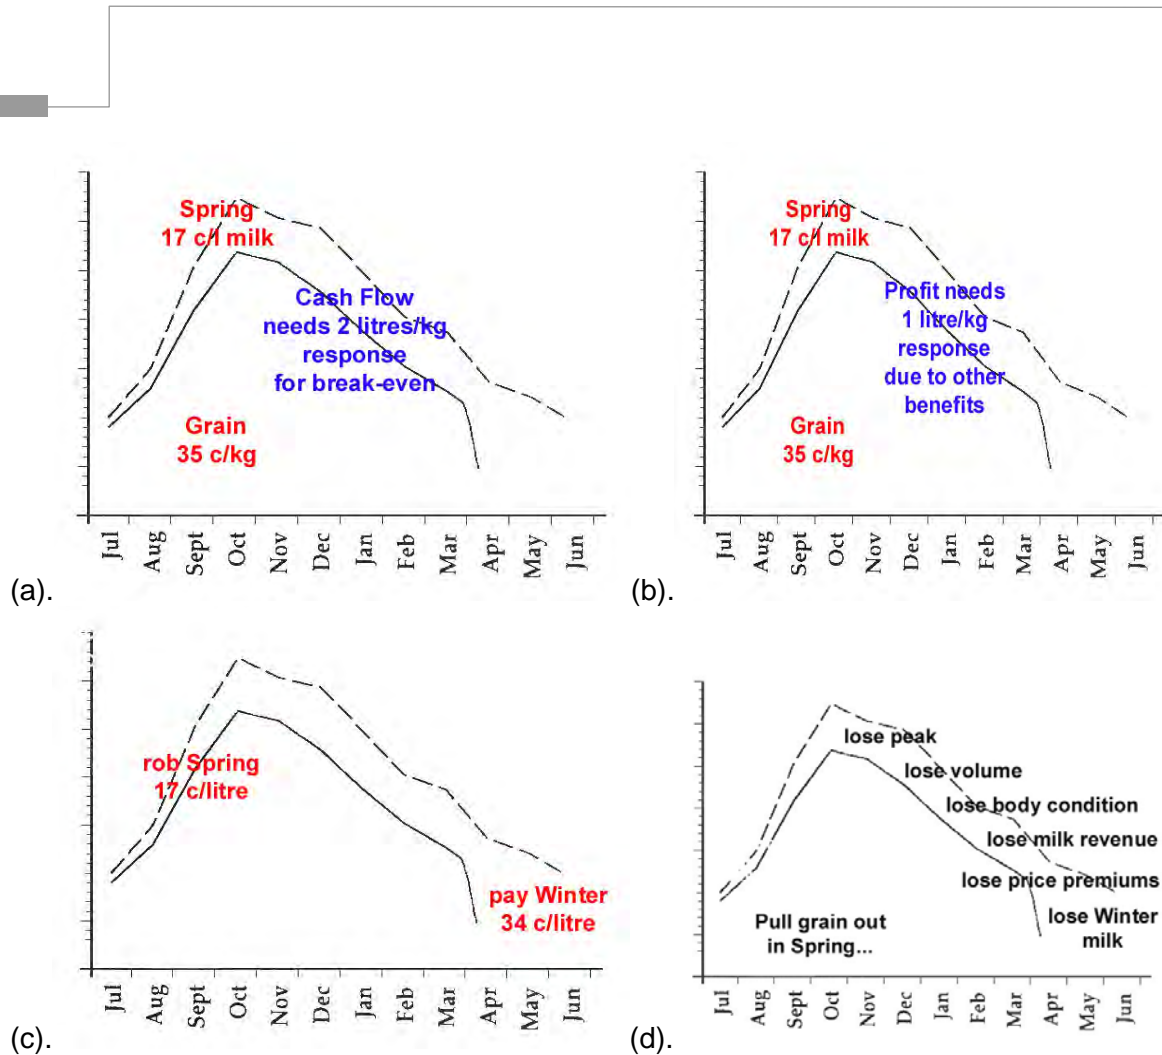 Spring
17 c/l milk
Cash Flow
needs 2 litres/kg
response
for break-even
Grain
35 c/kg
Jul
Aug
Sept
Oct
Nov
Dec
Jan
Feb
Mar
Apr
May
Jun
(a).
Spring
17 c/l milk
Profit needs
1 litre/kg
response
due to other
benefits
Grain
35 c/kg
Jul
Aug
Sept
Oct
Nov
Dec
Jan
Feb
Mar
Apr
May
Jun
(b).
rob Spring
17 c/litre
pay Winter
34 c/litre
Jul
Aug
Sept
Oct
Nov
Dec
Jan
Feb
Mar
Apr
May
Jun
(c).
lose peak
lose volume
lose body condition
lose milk revenue
lose price premiums
lose Winter
milk
Pull grain out
in Spring...
Jul
Aug
Sept
Oct
Nov
Dec
Jan
Feb
Mar
Apr
May
Jun
(d).